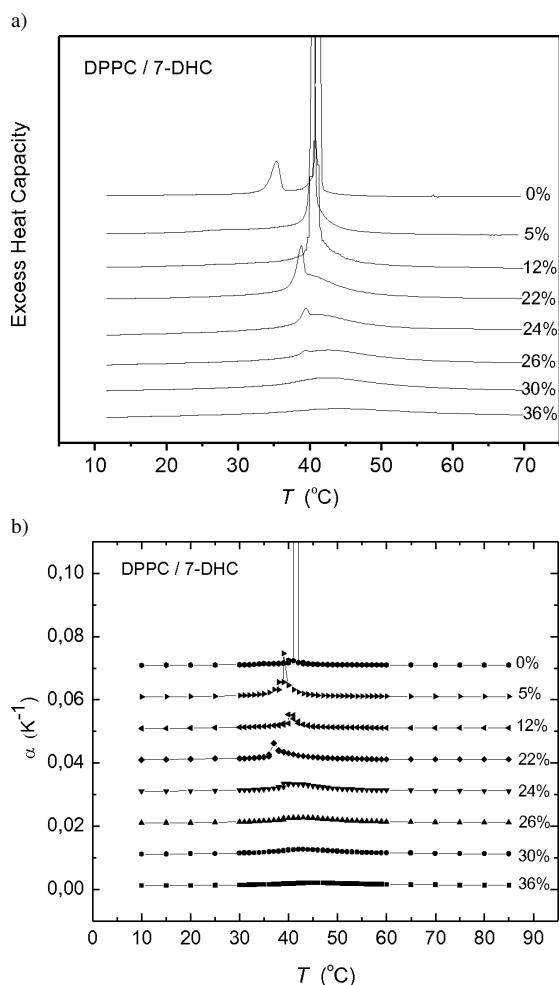 a)
DPPC / 7-DHC
Excess Heat Capacity
0%
5%
12%
22%
24%
26%
30%
36%
10 20 30 40 50 60 70
T (°C)
b)
DPPC / 7-DHC
α (K⁻¹)
0,10
0,08
0,06
0,04
0,02
0,00
0%
5%
12%
22%
24%
26%
30%
36%
0 10 20 30 40 50 60 70 80 90
T (°C)